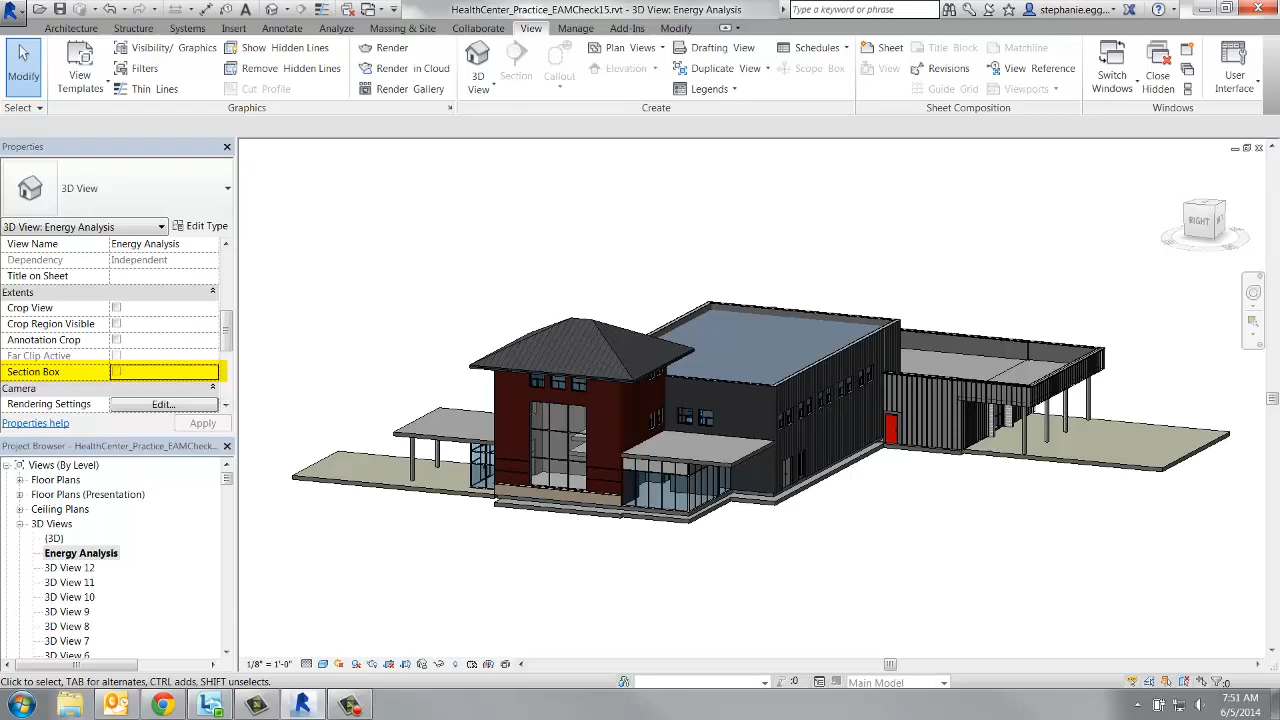 HealthCenter_Practice_EAMCheck15.rvt - 3D View: Energy Analysis
Type a keyword or phrase
stephanie.egg...
Architecture Structure Systems Insert Annotate Analyze Massing & Site Collaborate View Manage Add-Ins Modify
Modify
View Templates
Visibility/ Graphics
Filters
Thin Lines
Show Hidden Lines
Remove Hidden Lines
Cut Profile
Render
Render in Cloud
Render Gallery
3D View
Section
Callout
Plan Views
Elevation
Drafting View
Duplicate View
Legends
Schedules
Scope Box
Sheet
View
Title Block
Revisions
Guide Grid
Matchline
View Reference
Viewports
Switch Windows
Close Hidden
User Interface
Select
Graphics
Create
Sheet Composition
Windows
Properties
3D View
3D View: Energy Analysis
Edit Type
View Name Energy Analysis
Dependency Independent
Title on Sheet
Extents
Crop View
Crop Region Visible
Annotation Crop
Far Clip Active
Section Box
Camera
Rendering Settings Edit...
Properties help
Apply
RIGHT
Project Browser - HealthCenter_Practice_EAMCheck...
Views (By Level)
Floor Plans
Floor Plans (Presentation)
Ceiling Plans
3D Views
{3D}
Energy Analysis
3D View 12
3D View 11
3D View 10
3D View 9
3D View 8
3D View 7
3D View 6
1/8" = 1'-0"
Click to select, TAB for alternates, CTRL adds, SHIFT unselects.
:0
Main Model
:0
7:51 AM
6/5/2014